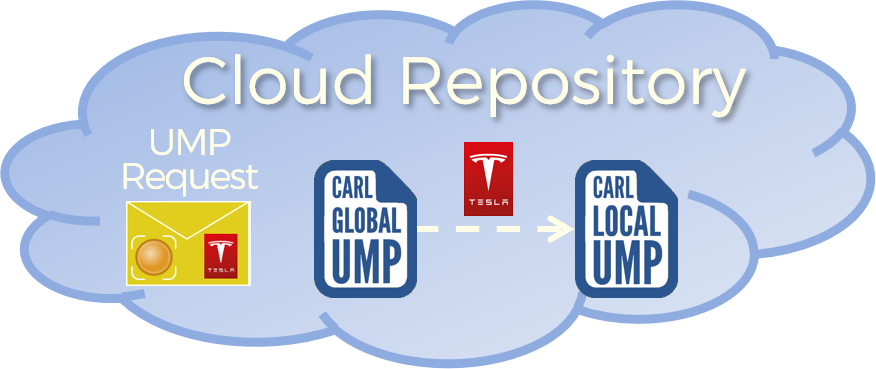 Cloud Repository
UMP
Request
TESLA
CARL
GLOBAL
UMP
TESLA
CARL
LOCAL
UMP